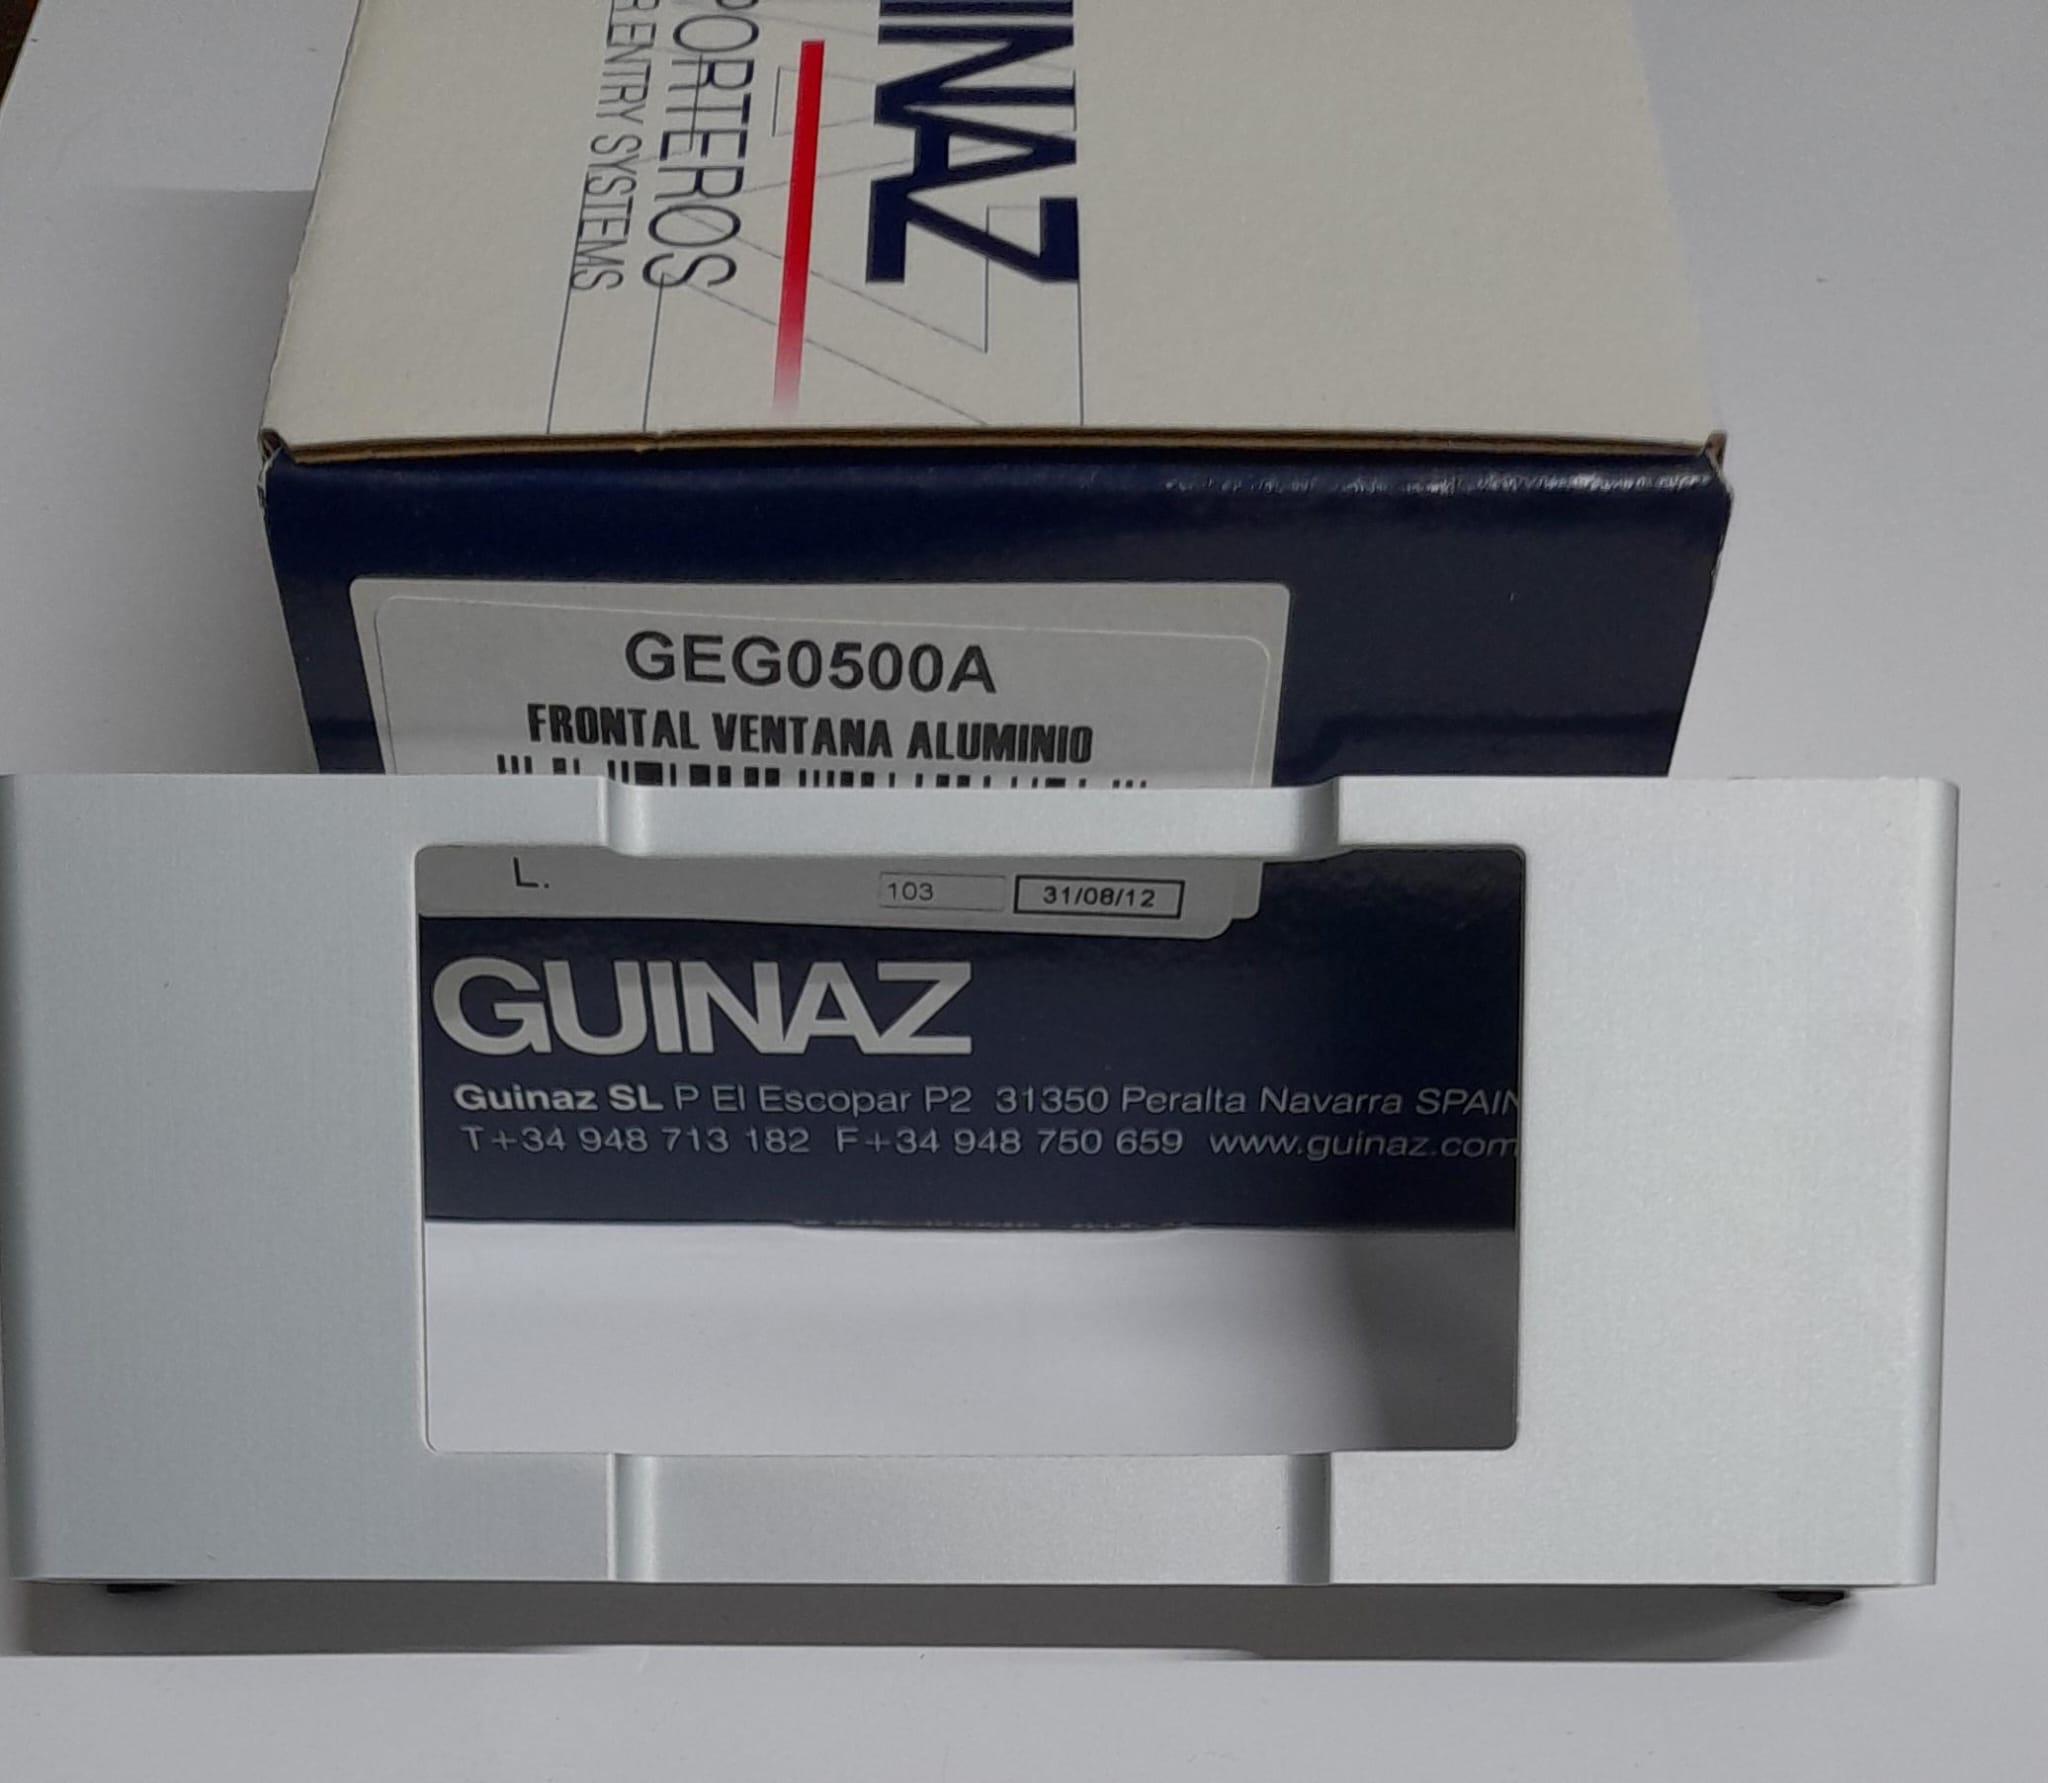 INAZ
PORTEROS
R ENTRY SYSTEMS
GEG0500A
FRONTAL VENTANA ALUMINIO
L.
103
31/08/12
GUINAZ
Guinaz SL P El Escopar P2 31350 Peralta Navarra SPAIN
T+34 948 713 182 F+34 948 750 659 www.guinaz.com